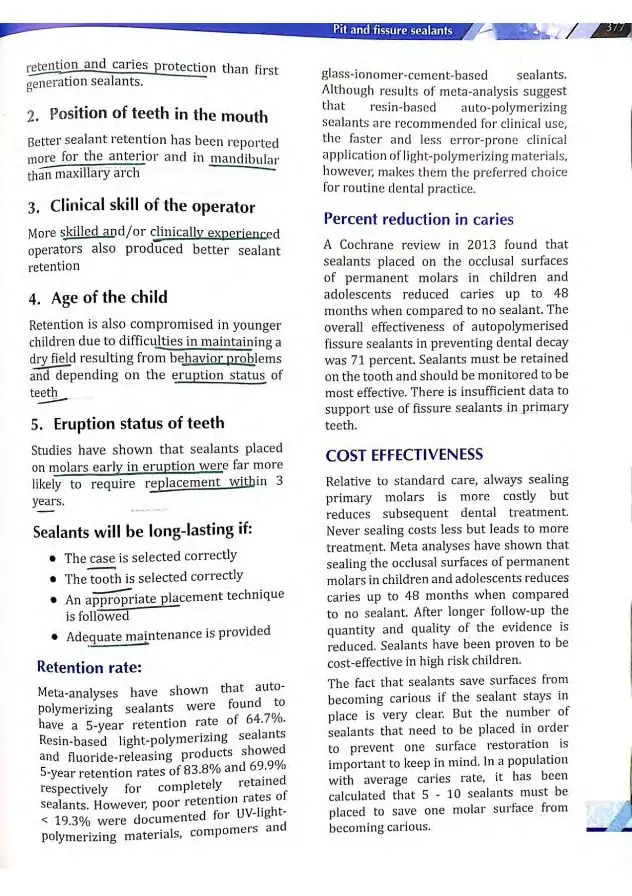 Pit and fissure sealants
377
retention and caries protection than first
generation sealants.
2. Position of teeth in the mouth
Better sealant retention has been reported
more for the anterior and in mandibular
than maxillary arch
3. Clinical skill of the operator
More skilled and/or clinically experienced
operators also produced better sealant
retention
4. Age of the child
Retention is also compromised in younger
children due to difficulties in maintaining a
dry field resulting from behavior problems
and depending on the eruption status of
teeth
5. Eruption status of teeth
Studies have shown that sealants placed
on molars early in eruption were far more
likely to require replacement within 3
years.
Sealants will be long-lasting if:
• The case is selected correctly
• The tooth is selected correctly
• An appropriate placement technique
is followed
• Adequate maintenance is provided
Retention rate:
Meta-analyses have shown that auto-
polymerizing sealants were found to
have a 5-year retention rate of 64.7%.
Resin-based light-polymerizing sealants
and fluoride-releasing products showed
5-year retention rates of 83.8% and 69.9%
respectively for completely retained
sealants. However, poor retention rates of
< 19.3% were documented for UV-light-
polymerizing materials, compomers and
glass-ionomer-cement-based sealants.
Although results of meta-analysis suggest
that resin-based auto-polymerizing
sealants are recommended for clinical use,
the faster and less error-prone clinical
application of light-polymerizing materials,
however, makes them the preferred choice
for routine dental practice.
Percent reduction in caries
A Cochrane review in 2013 found that
sealants placed on the occlusal surfaces
of permanent molars in children and
adolescents reduced caries up to 48
months when compared to no sealant. The
overall effectiveness of autopolymerised
fissure sealants in preventing dental decay
was 71 percent. Sealants must be retained
on the tooth and should be monitored to be
most effective. There is insufficient data to
support use of fissure sealants in primary
teeth.
COST EFFECTIVENESS
Relative to standard care, always sealing
primary molars is more costly but
reduces subsequent dental treatment.
Never sealing costs less but leads to more
treatment. Meta analyses have shown that
sealing the occlusal surfaces of permanent
molars in children and adolescents reduces
caries up to 48 months when compared
to no sealant. After longer follow-up the
quantity and quality of the evidence is
reduced. Sealants have been proven to be
cost-effective in high risk children.
The fact that sealants save surfaces from
becoming carious if the sealant stays in
place is very clear. But the number of
sealants that need to be placed in order
to prevent one surface restoration is
important to keep in mind. In a population
with average caries rate, it has been
calculated that 5 - 10 sealants must be
placed to save one molar surface from
becoming carious.